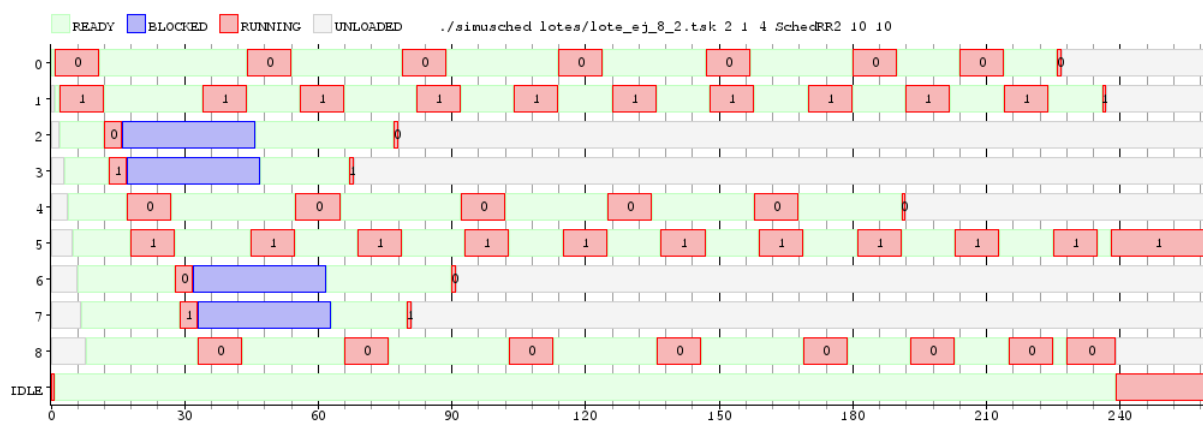 READY BLOCKED RUNNING UNLOADED ./simusched lotes/lote_ej_8_2.tsk 2 1 4 SchedRR2 10 10
0 0 0 0 0 0 0 0 0
1 1 1 1 1 1 1 1 1 1 1 1
2 0 0
3 1 1
4 0 0 0 0 0 0
5 1 1 1 1 1 1 1 1 1 1 1
6 0 0
7 1 1
8 0 0 0 0 0 0 0 0
IDLE
0 30 60 90 120 150 180 210 240